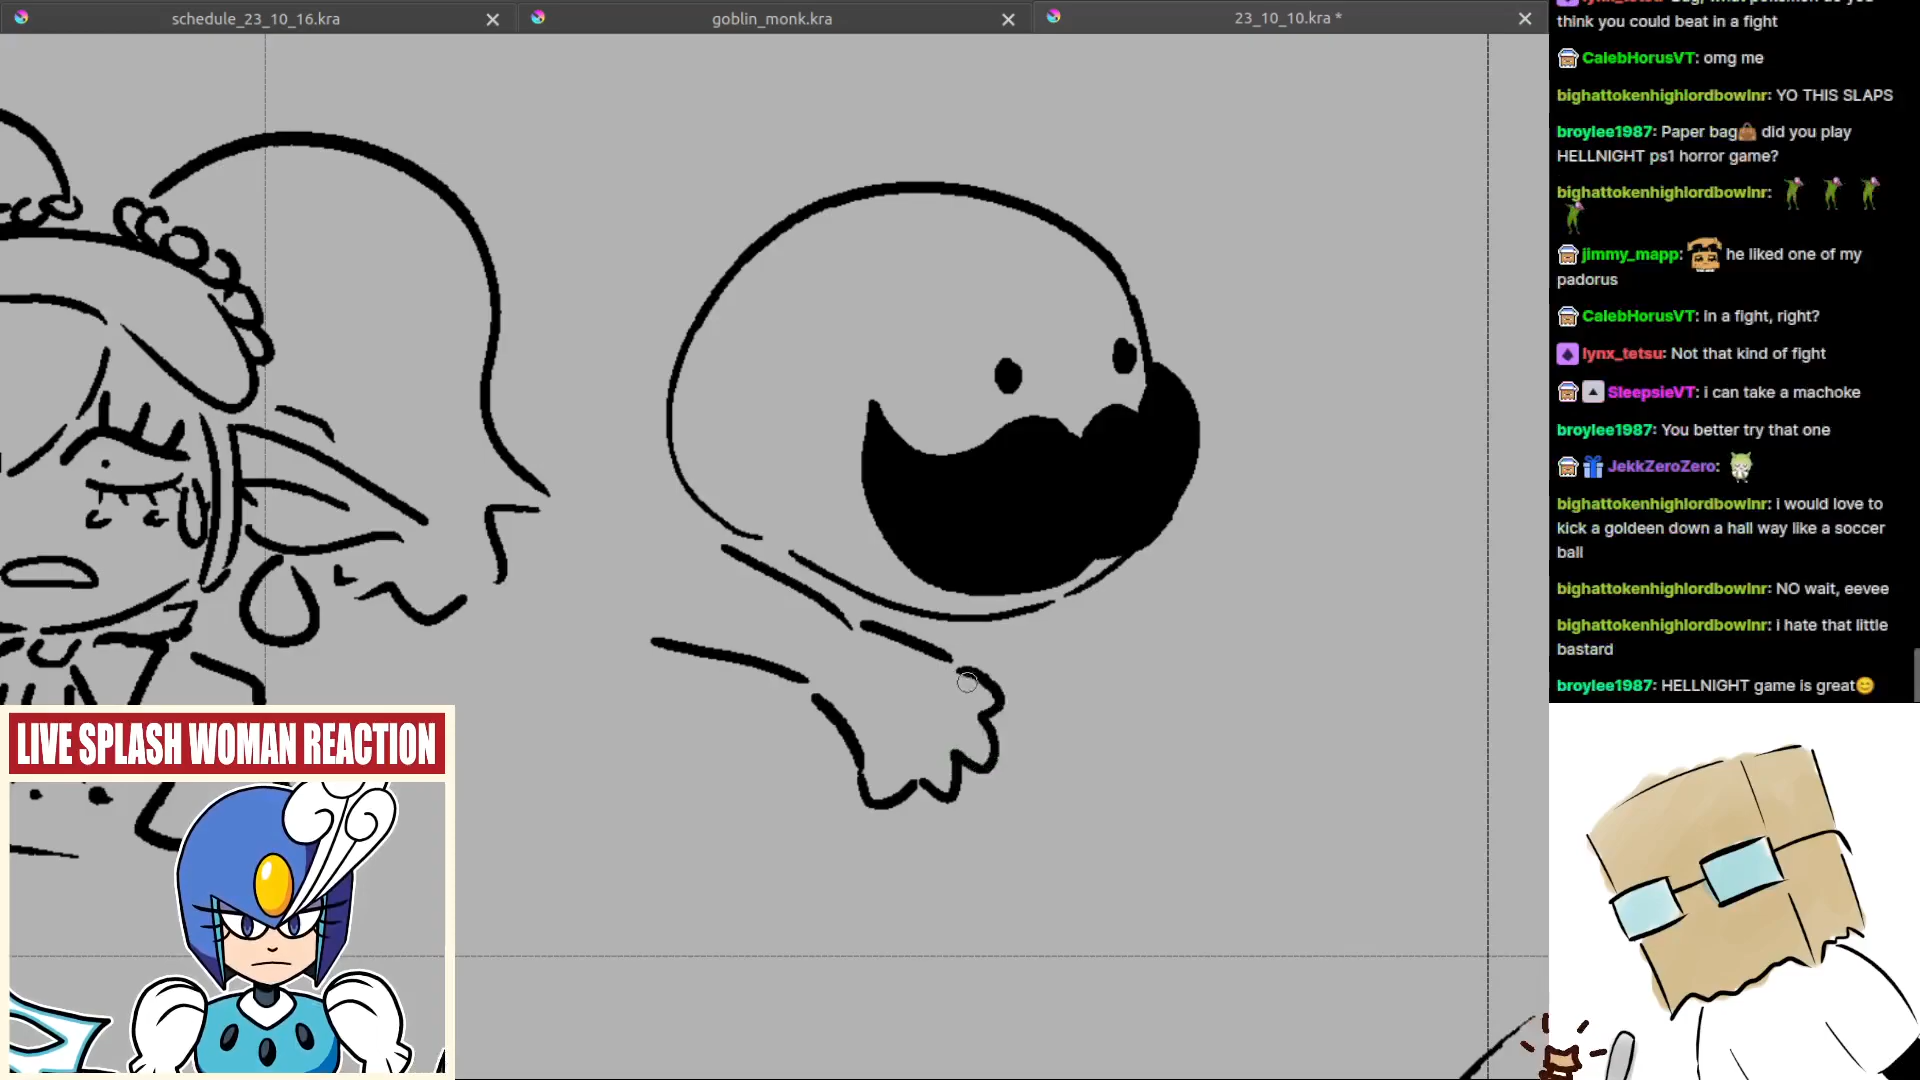 schedule_23_10_16.kra
goblin_monk.kra
23_10_10.kra *
think you could beat in a fight
CalebHorusVT: omg me
bighattokenhighlordbowlnr: YO THIS SLAPS
broylee1987: Paper bag👜 did you play
HELLNIGHT ps1 horror game?
bighattokenhighlordbowlnr:
jimmy_mapp: he liked one of my
padorus
CalebHorusVT: In a fight, right?
lynx_tetsu: Not that kind of fight
SleepsieVT: i can take a machoke
broylee1987: You better try that one
JekkZeroZero:
bighattokenhighlordbowlnr: i would love to
kick a goldeen down a hall way like a soccer
ball
bighattokenhighlordbowlnr: NO wait, eevee
bighattokenhighlordbowlnr: i hate that little
bastard
broylee1987: HELLNIGHT game is great😊
LIVE SPLASH WOMAN REACTION